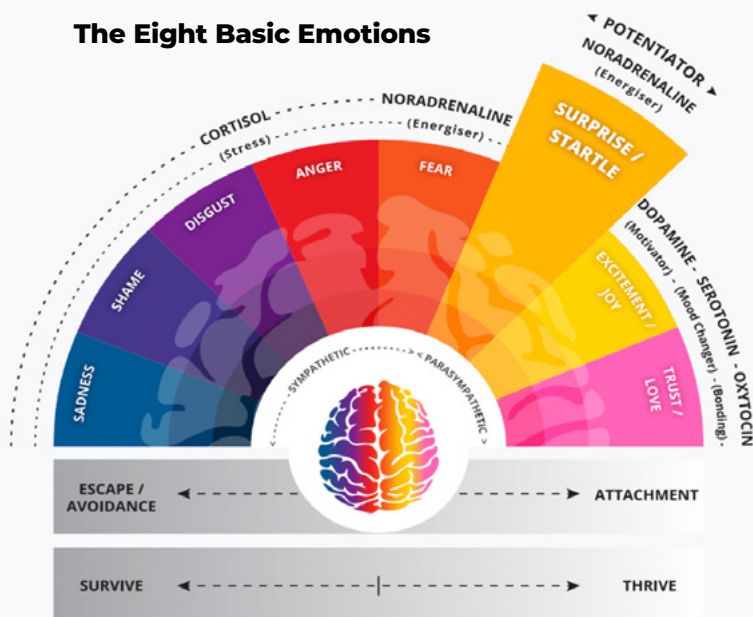 The Eight Basic Emotions
◄ POTENTIATOR ►
NORADRENALINE
(Energiser)
CORTISOL
(Stress)
NORADRENALINE
(Energiser)
SURPRISE /
STARTLE
ANGER
FEAR
DISGUST
SHAME
SADNESS
EXCITEMENT /
JOY
TRUST /
LOVE
DOPAMINE - SEROTONIN - OXYTOCIN
(Motivator) - (Mood Changer) - (Bonding) -
SYMPATHETIC
PARASYMPATHETIC
ESCAPE /
AVOIDANCE
ATTACHMENT
SURVIVE
THRIVE